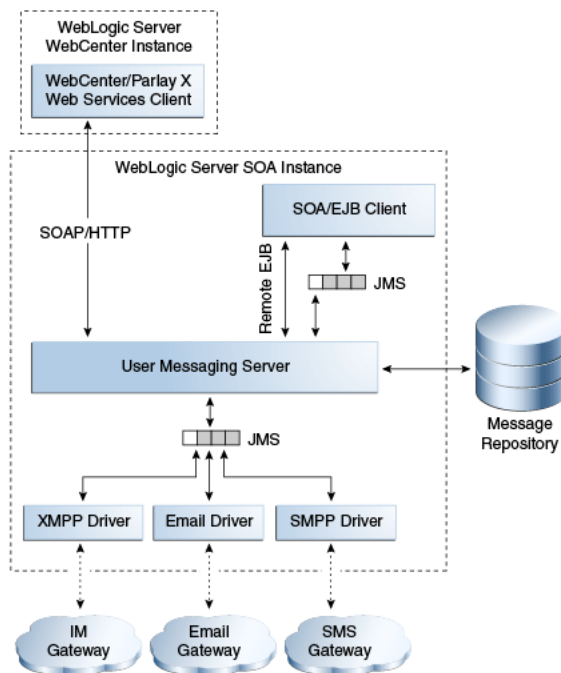 WebLogic Server
WebCenter Instance
WebCenter/Parlay X
Web Services Client
WebLogic Server SOA Instance
SOA/EJB Client
SOAP/HTTP
Remote EJB
JMS
User Messaging Server
Message
Repository
JMS
XMPP Driver
Email Driver
SMPP Driver
IM
Gateway
Email
Gateway
SMS
Gateway